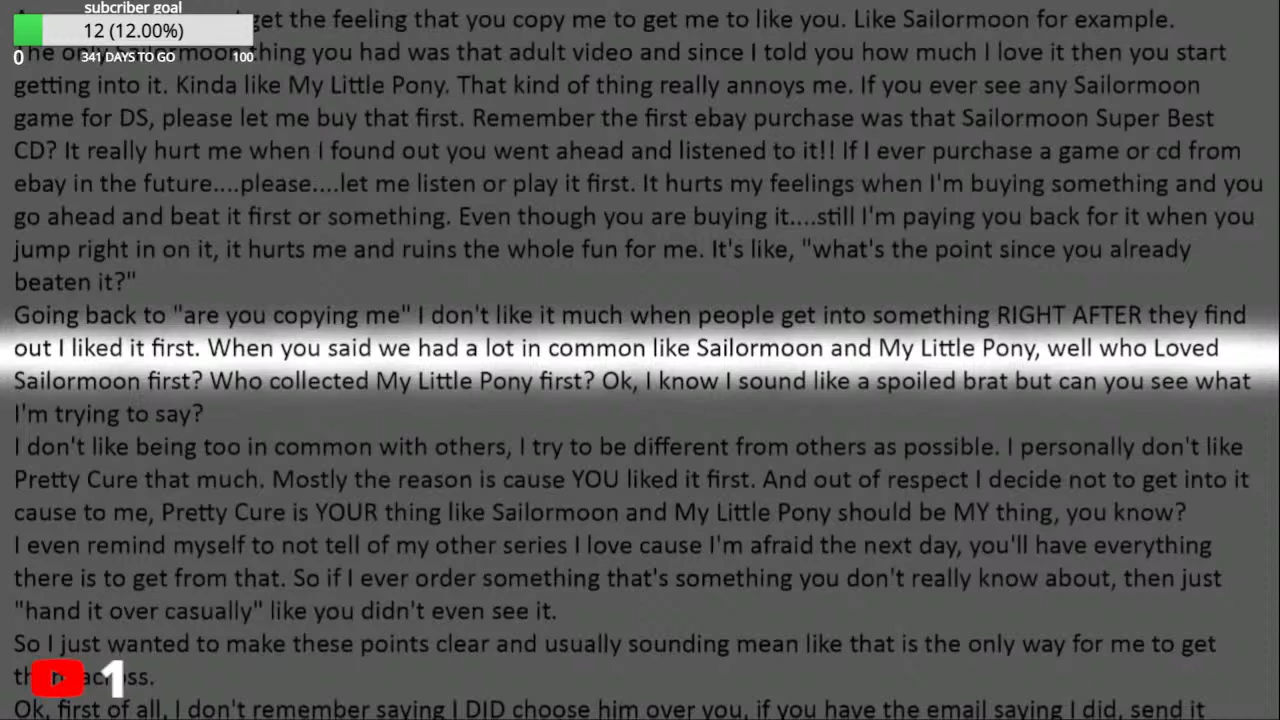 subcriber goal
12 (12.00%)
0 341 DAYS TO GO 100
get the feeling that you copy me to get me to like you. Like Sailormoon for example.
The only Sailormoon thing you had was that adult video and since I told you how much I love it then you start
getting into it. Kinda like My Little Pony. That kind of thing really annoys me. If you ever see any Sailormoon
game for DS, please let me buy that first. Remember the first ebay purchase was that Sailormoon Super Best
CD? It really hurt me when I found out you went ahead and listened to it!! If I ever purchase a game or cd from
ebay in the future....please....let me listen or play it first. It hurts my feelings when I'm buying something and you
go ahead and beat it first or something. Even though you are buying it....still I'm paying you back for it when you
jump right in on it, it hurts me and ruins the whole fun for me. It's like, "what's the point since you already
beaten it?"
Going back to "are you copying me" I don't like it much when people get into something RIGHT AFTER they find
out I liked it first. When you said we had a lot in common like Sailormoon and My Little Pony, well who Loved
Sailormoon first? Who collected My Little Pony first? Ok, I know I sound like a spoiled brat but can you see what
I'm trying to say?
I don't like being too in common with others, I try to be different from others as possible. I personally don't like
Pretty Cure that much. Mostly the reason is cause YOU liked it first. And out of respect I decide not to get into it
cause to me, Pretty Cure is YOUR thing like Sailormoon and My Little Pony should be MY thing, you know?
I even remind myself to not tell of my other series I love cause I'm afraid the next day, you'll have everything
there is to get from that. So if I ever order something that's something you don't really know about, then just
"hand it over casually" like you didn't even see it.
So I just wanted to make these points clear and usually sounding mean like that is the only way for me to get
them across.
1
Ok, first of all, I don't remember saying I DID choose him over you, if you have the email saying I did, send it